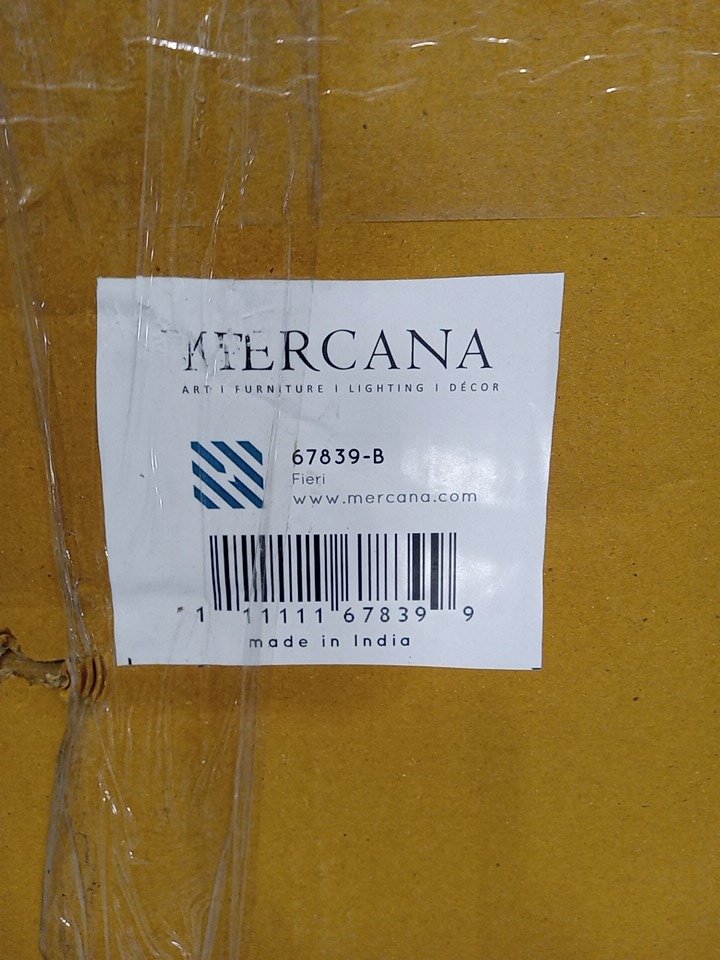 MERCANA
ART | FURNITURE | LIGHTING | DÉCOR
67839-B
Fieri
www.mercana.com
1 11111 67839 9
made in India